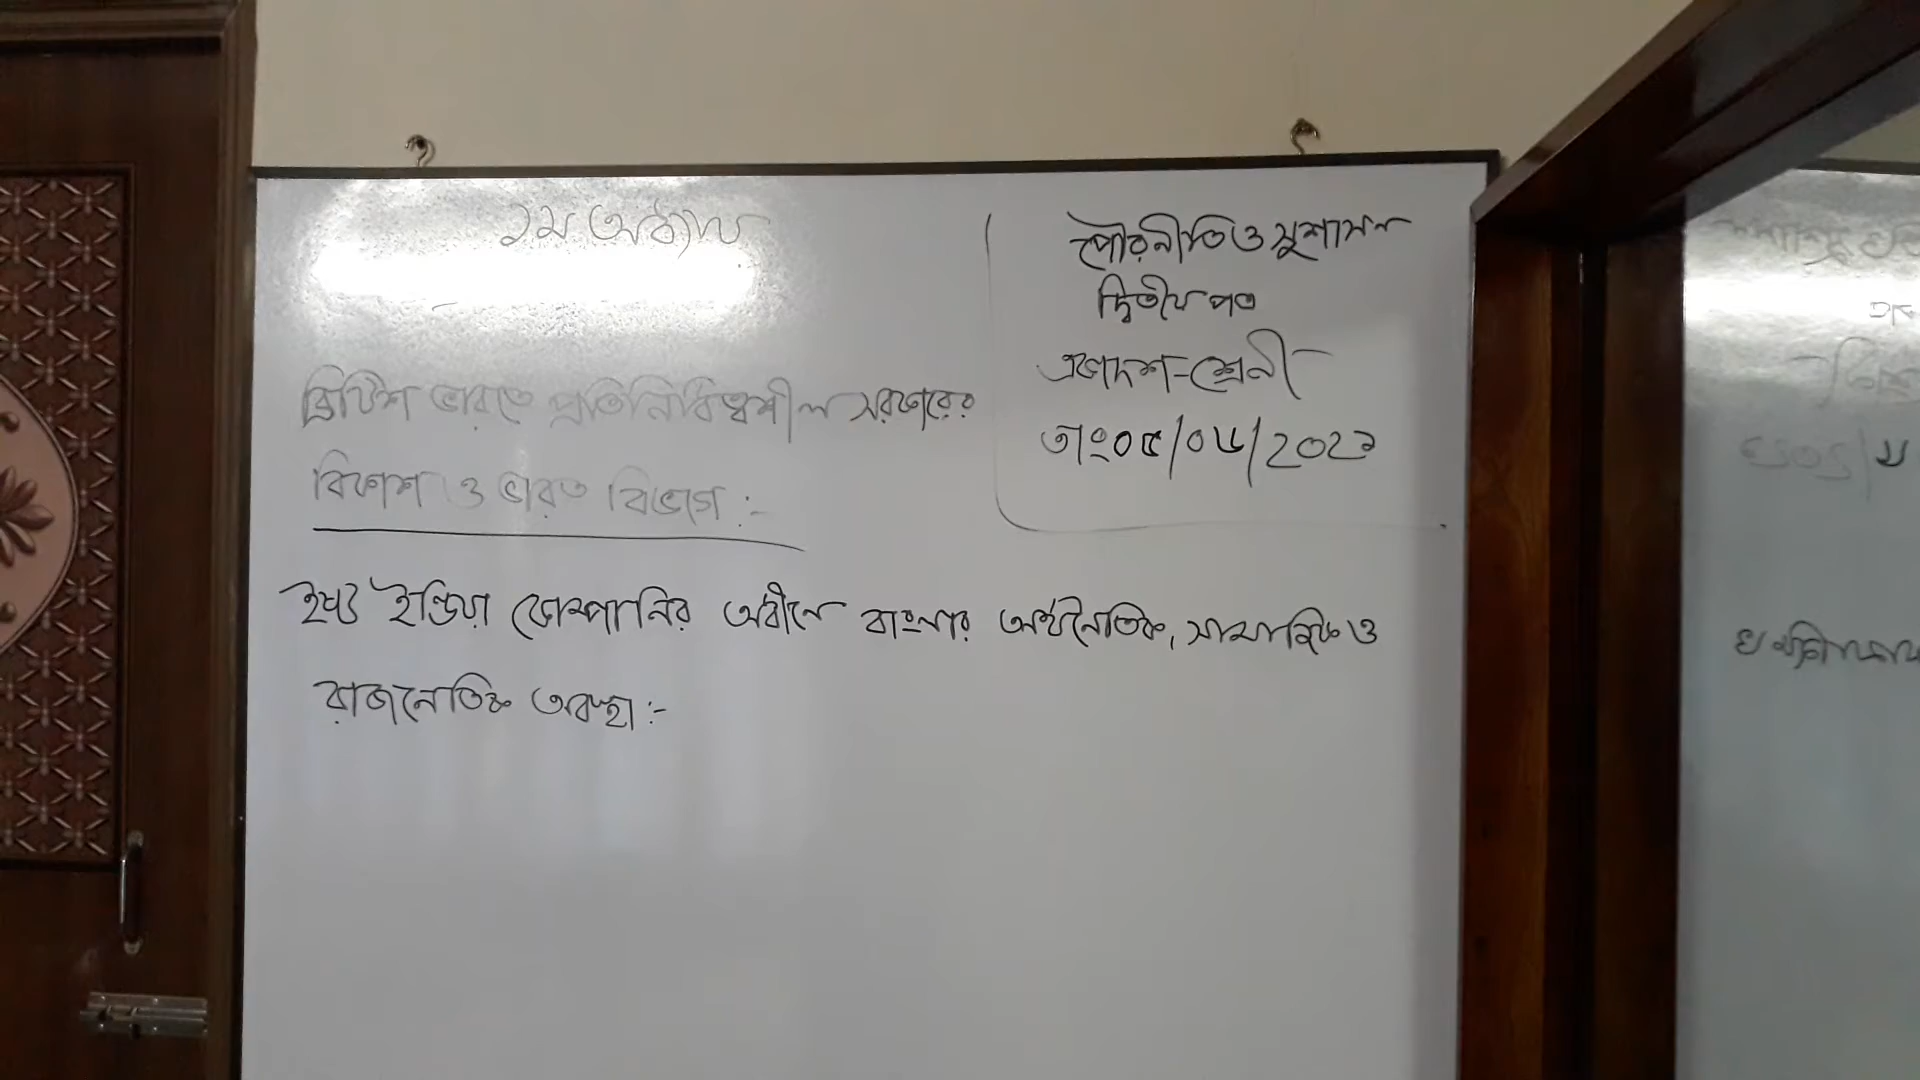 ১ম অধ্যায়
পৌরনীতি ও সুশাসন
দ্বিতীয় পত্র
একাদশ-শ্রেনী
তাং০৫/০৬/2021
ব্রিটিশ ভারতে প্রতিনিধিত্বশীল সরকারের
বিকাশ ও ভারত বিভাগ :-
ইস্ট ইন্ডিয়া কোম্পানির অধীনে বাংলার অর্থনৈতিক, সামাজিক ও
রাজনৈতিক অবস্থা :-